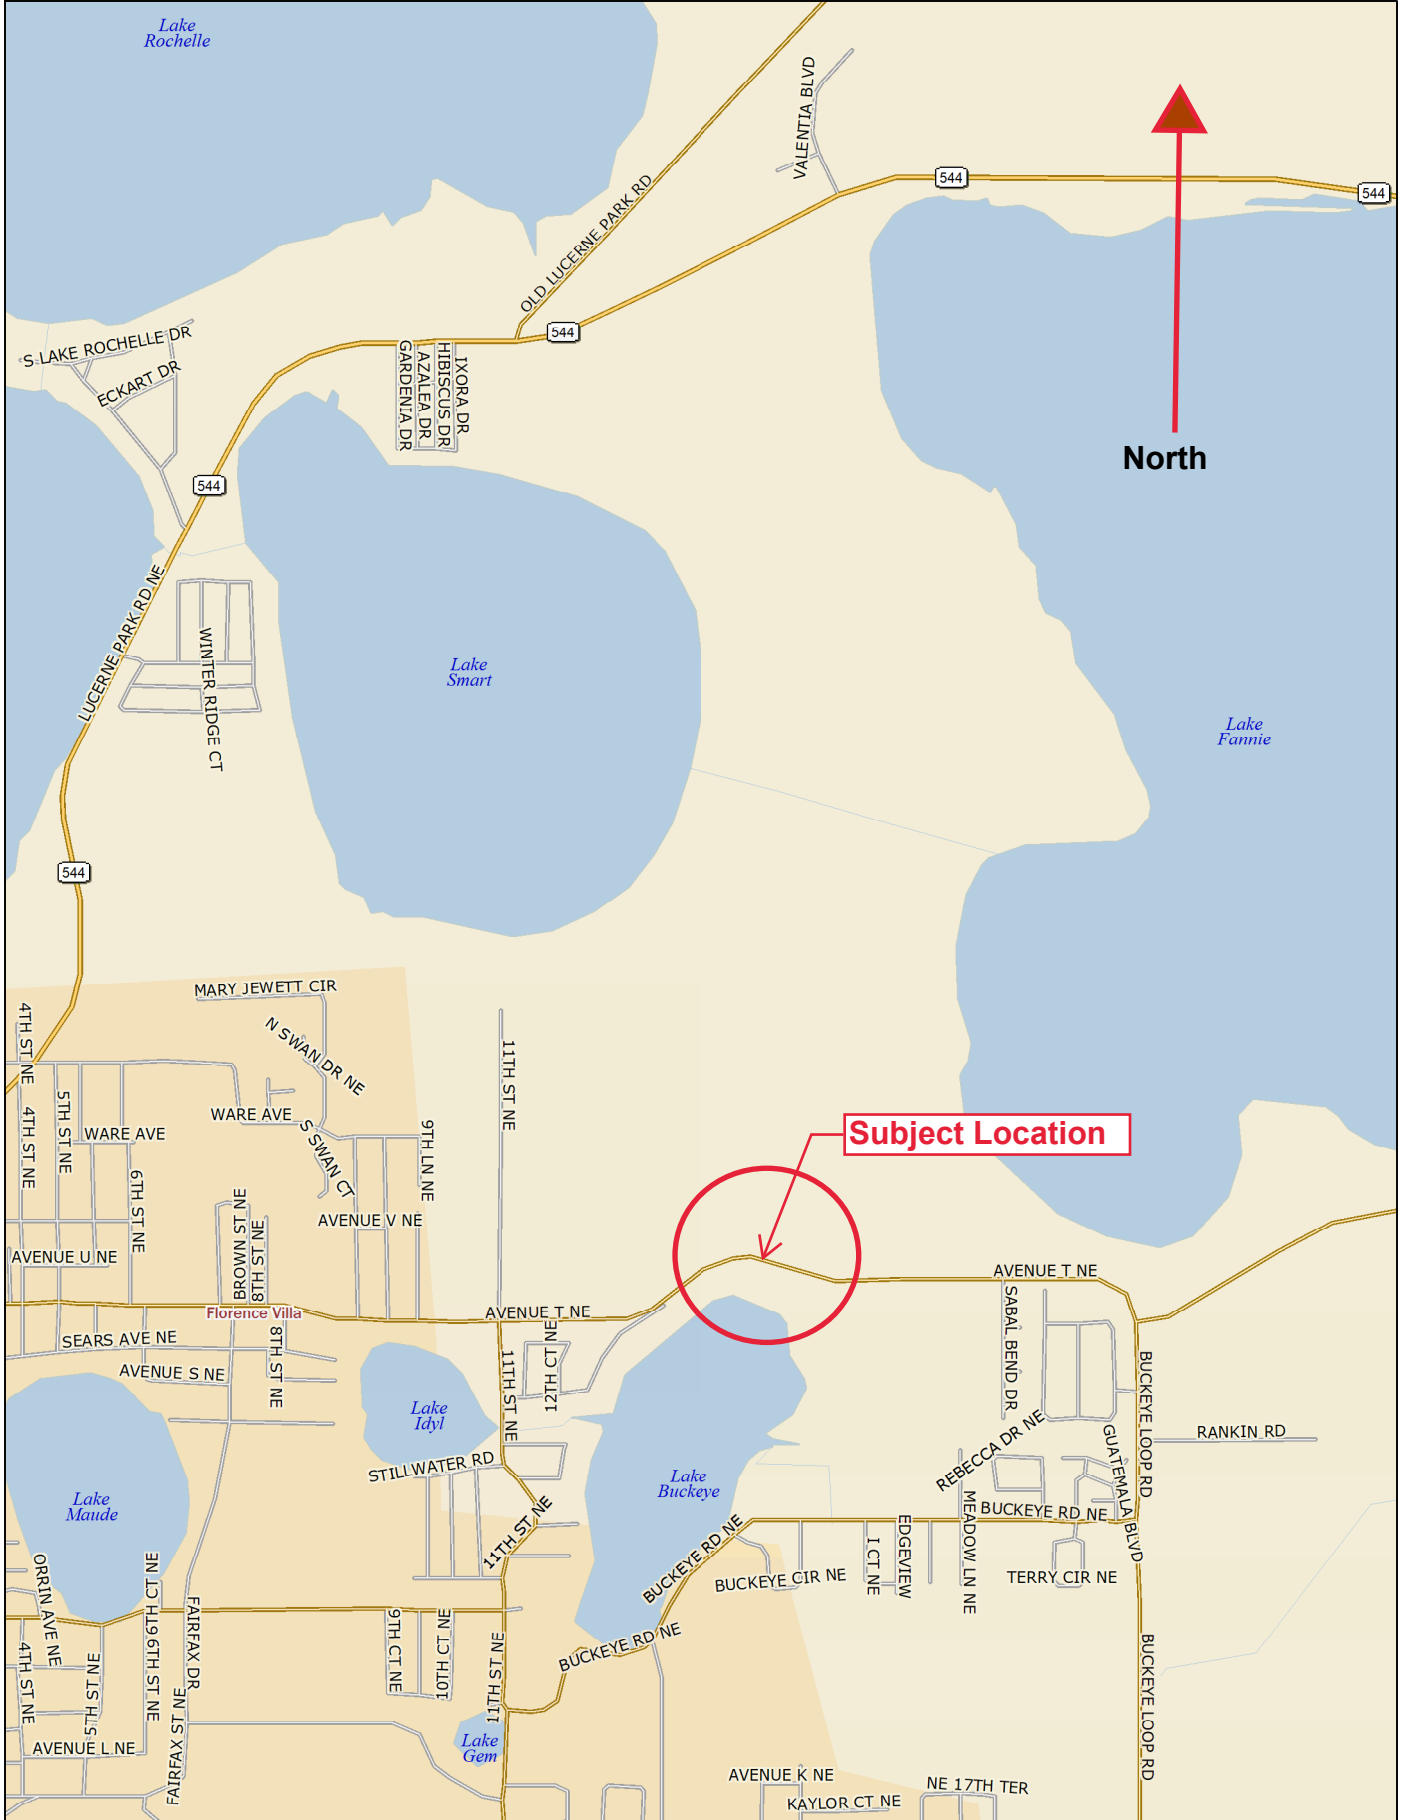 Lake
Rochelle
VALENTIA BLVD
544
544
OLD LUCERNE PARK RD
544
S LAKE ROCHELLE DR
ECKART DR
GARDENIA DR
AZALEA DR
HIBISCUS DR
IXORA DR
North
544
LUCERNE PARK RD NE
WINTER RIDGE CT
Lake
Smart
Lake
Fannie
544
MARY JEWETT CIR
4TH ST NE
N SWAN DR NE
11TH ST NE
5TH ST NE
4TH ST NE
WARE AVE
WARE AVE
S SWAN CT
9TH LN NE
Subject Location
6TH ST NE
BROWN ST NE
8TH ST NE
AVENUE V NE
AVENUE U NE
AVENUE T NE
Florence Villa
AVENUE T NE
SEARS AVE NE
8TH ST NE
AVENUE S NE
11TH ST NE
12TH CT NE
SABAL BEND DR
BUCKEYE LOOP RD
Lake
Idyl
REBECCA DR NE
GUATEMALA BLVD
RANKIN RD
STILLWATER RD
Lake
Buckeye
Lake
Maude
11TH ST NE
BUCKEYE RD NE
MEADOW LN NE
BUCKEYE RD NE
EDGEVIEW
I CT NE
BUCKEYE CIR NE
TERRY CIR NE
ORRIN AVE NE
6TH CT NE
6TH ST NE
FAIRFAX DR
9TH CT NE
10TH CT NE
11TH ST NE
BUCKEYE RD NE
4TH ST NE
5TH ST NE
FAIRFAX ST NE
BUCKEYE LOOP RD
Lake
Gem
AVENUE L NE
AVENUE K NE
NE 17TH TER
KAYLOR CT NE